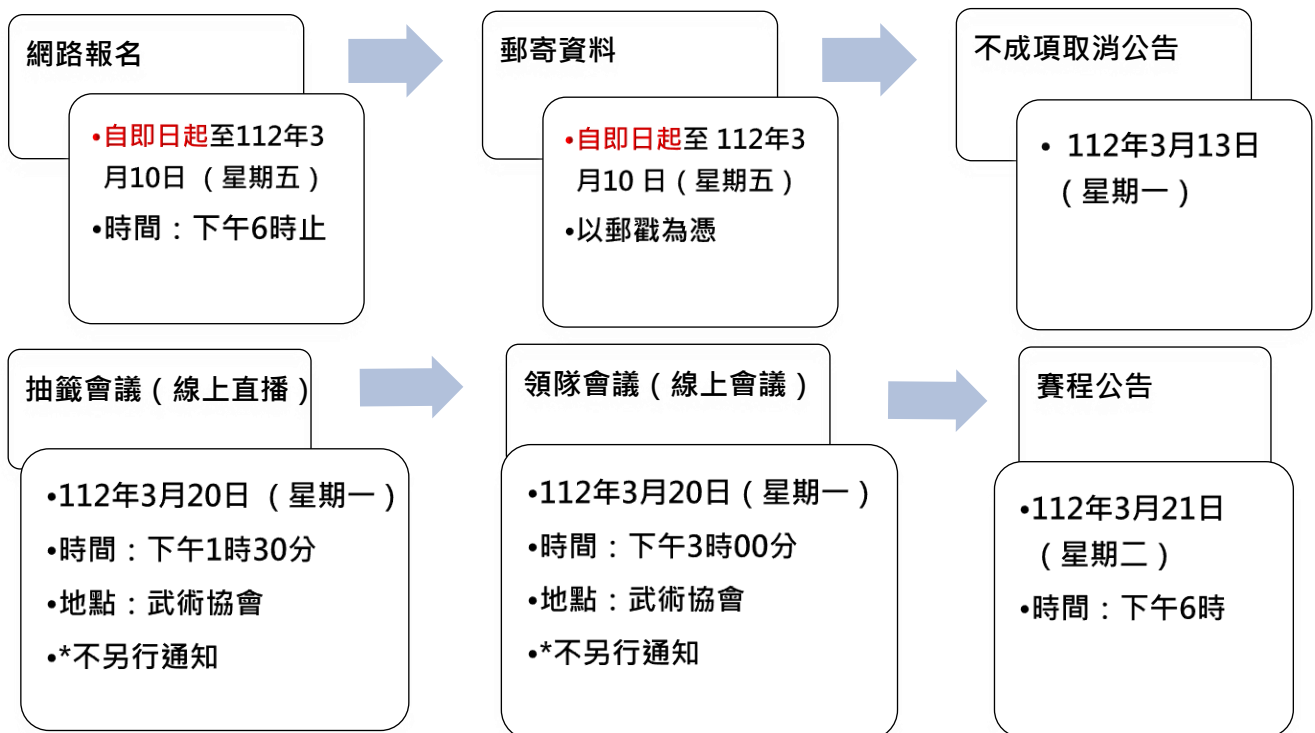 網路報名
•自即日起至112年3
月10日 （星期五）
•時間：下午6時止
郵寄資料
•自即日起至 112年3
月10 日（星期五）
•以郵戳為憑
不成項取消公告
• 112年3月13日
（星期一）
抽籤會議（線上直播）
•112年3月20日 （星期一）
•時間：下午1時30分
•地點：武術協會
•*不另行通知
領隊會議（線上會議）
•112年3月20日（星期一）
•時間：下午3時00分
•地點：武術協會
•*不另行通知
賽程公告
•112年3月21日
（星期二）
•時間：下午6時